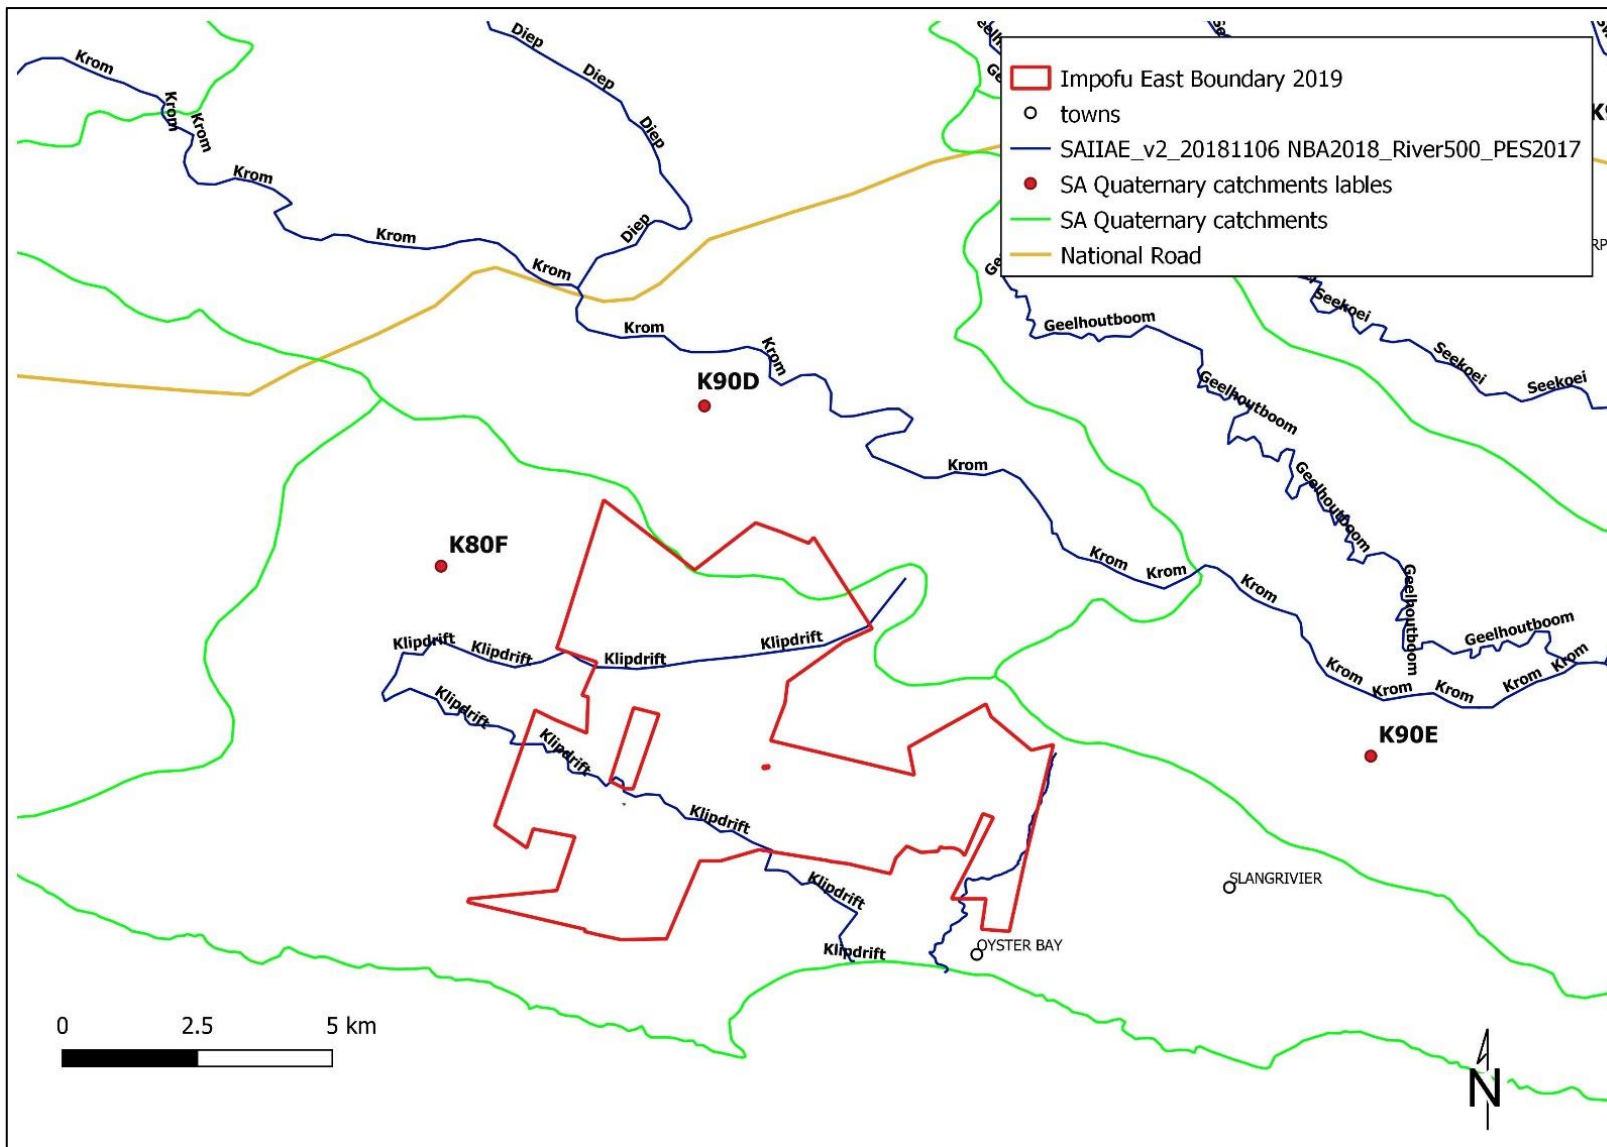 Impofu East Boundary 2019
towns
SAIIAE_v2_20181106 NBA2018_River500_PES2017
SA Quaternary catchments lables
SA Quaternary catchments
National Road
Diep
Krom
Diep
Krom
Krom
Diep
Krom
Diep
Krom
Krom
Krom
Krom
Geelhoutboom
Seekoei
Seekoei
Seekoei
K90D
Geelhoutboom
Krom
Geelhoutboom
K80F
Krom
Krom
Krom
Geelhoutboom
Geelhoutboom
Klipdrift
Klipdrift
Klipdrift
Klipdrift
Krom
Krom
Krom
Krom
Krom
Klipdrift
Klipdrift
K90E
Klipdrift
Klipdrift
SLANGRIVIER
OYSTER BAY
Klipdrift
0 2.5 5 km
N